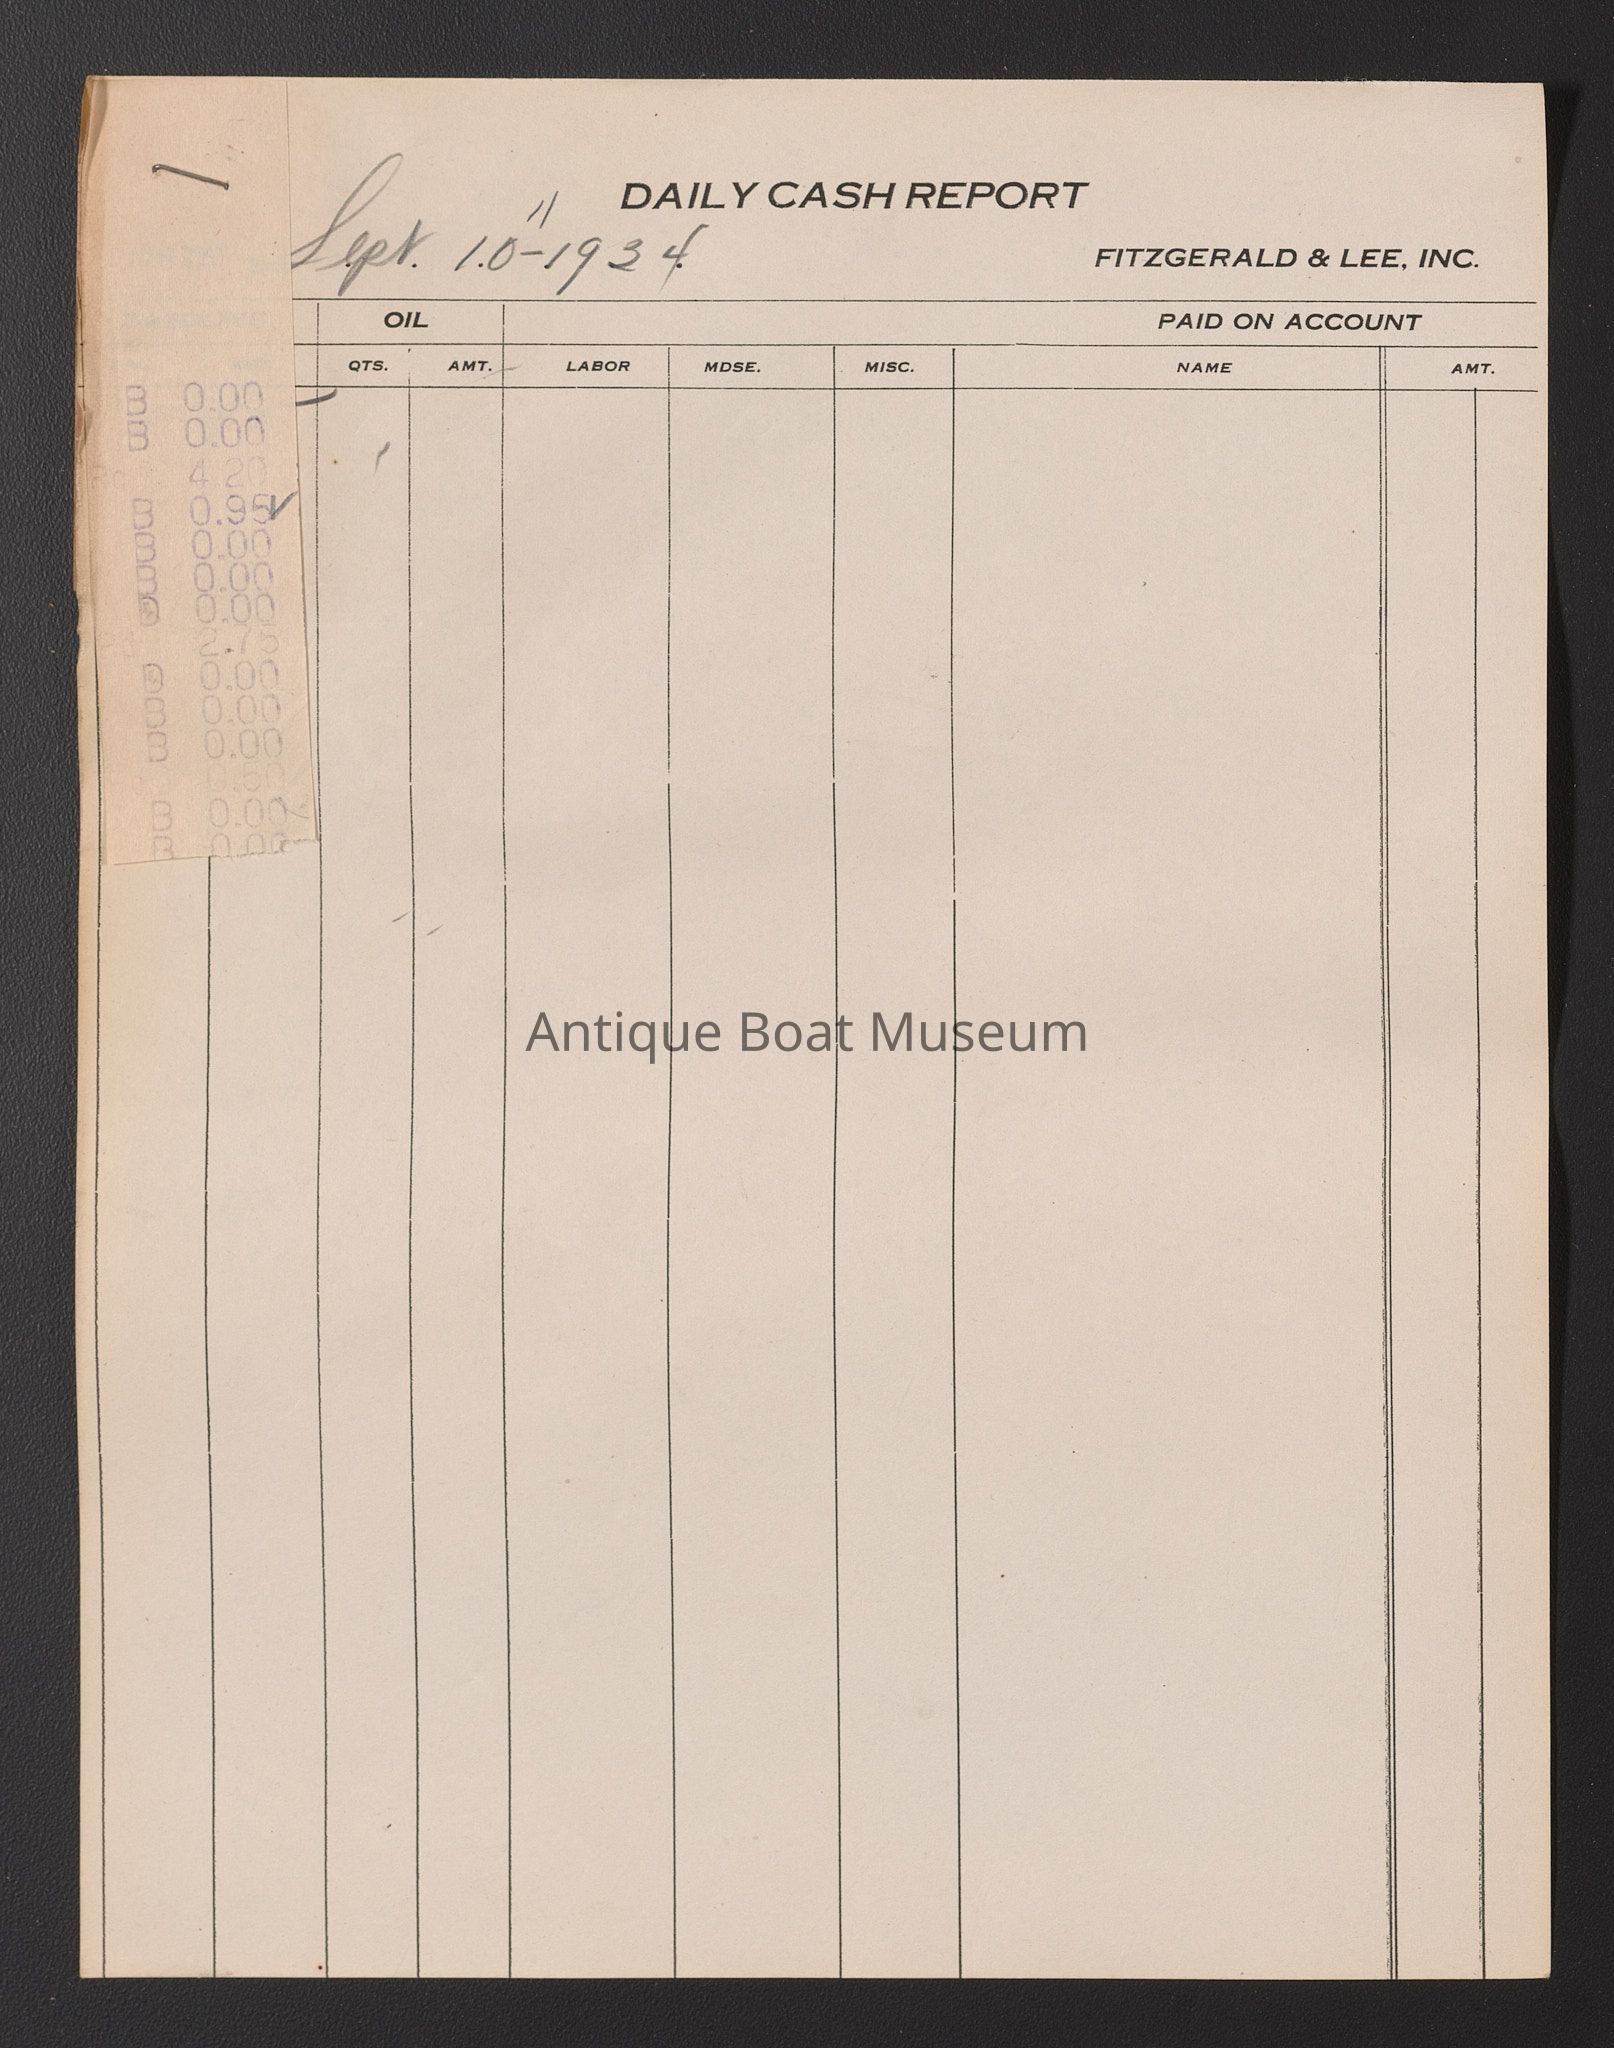 DAILY CASH REPORT
Sept. 10-1934
"
FITZGERALD & LEE, INC.
OIL PAID ON ACCOUNT
QTS. AMT. LABOR MDSE. MISC. NAME AMT.
B 0.00
B 0.00
4.20
B 0.95 ✓
B 0.00
B 0.00
0.00
2.75
0.00
B 0.00
B 0.00
0.50
B 0.00
B 0.00
Antique Boat Museum